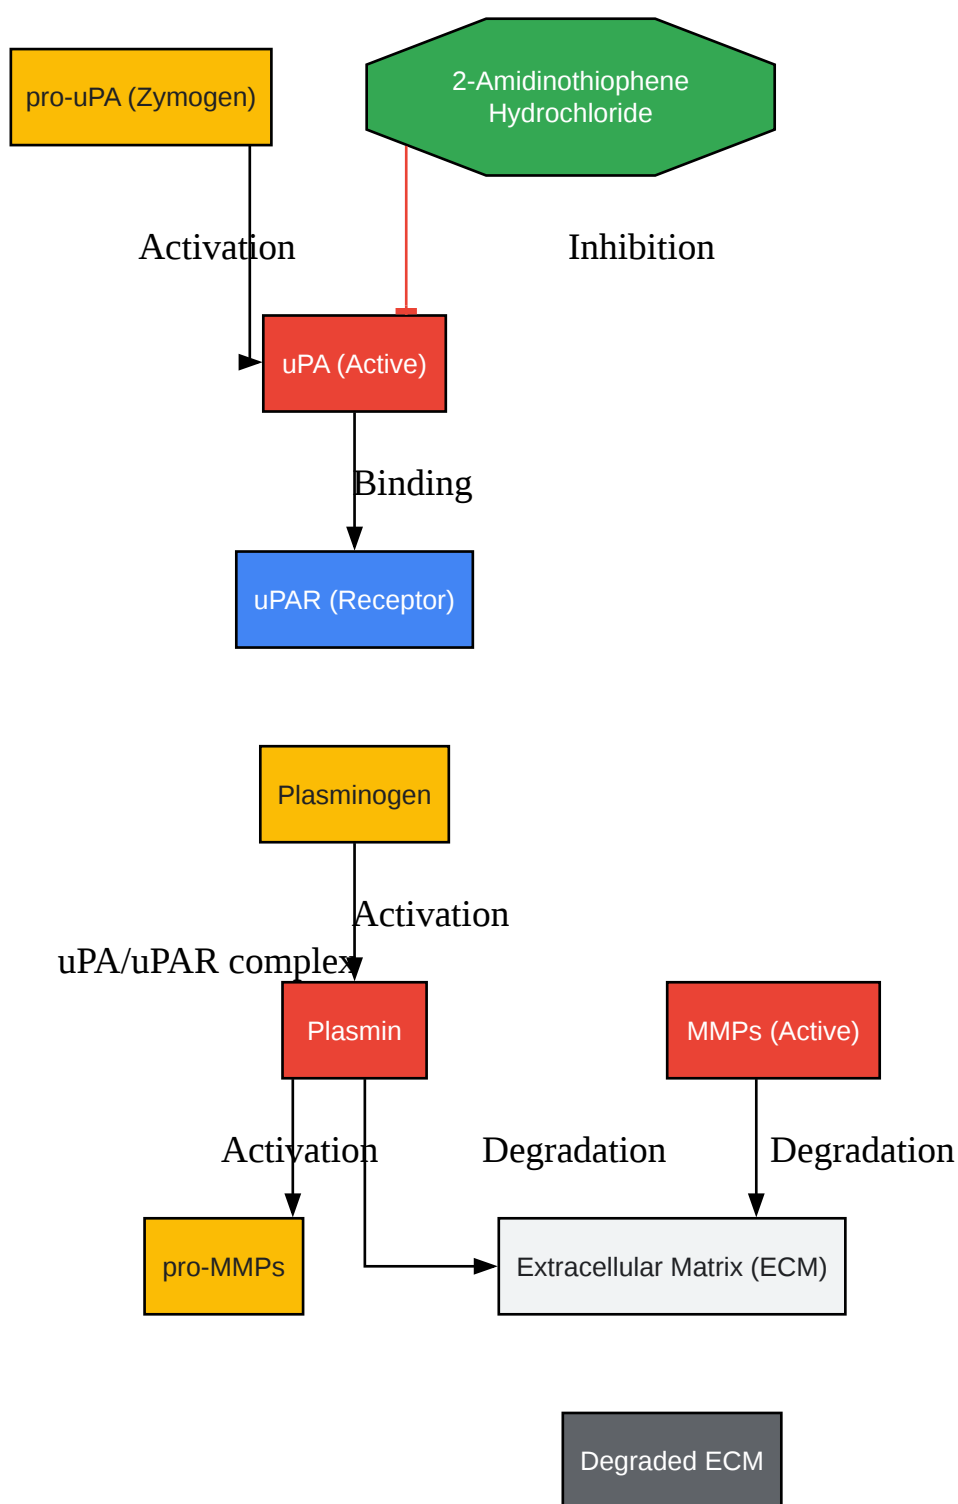 pro-uPA (Zymogen)
2-Amidinothiophene
Hydrochloride
Activation
Inhibition
uPA (Active)
Binding
uPAR (Receptor)
Plasminogen
Activation
uPA/uPAR complex
Plasmin
MMPs (Active)
Activation
Degradation
Degradation
pro-MMPs
Extracellular Matrix (ECM)
Degraded ECM